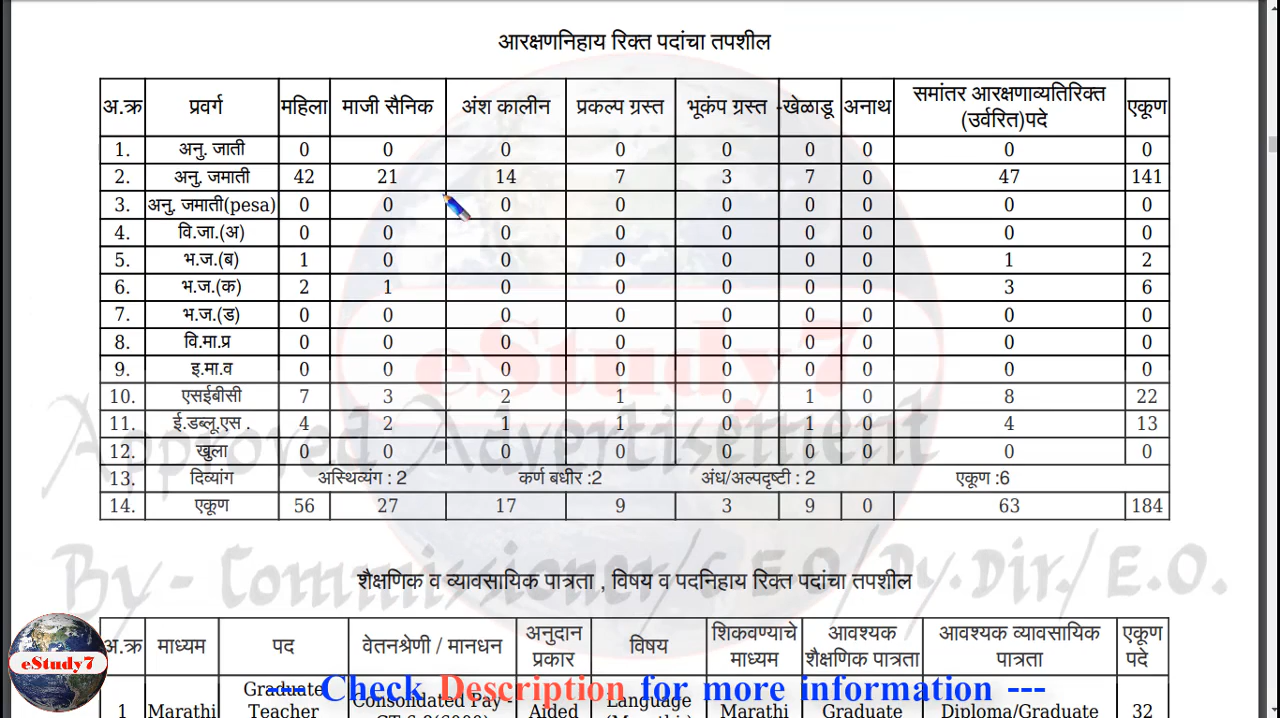 आरक्षणनिहाय रिक्त पदांचा तपशील
अ.क्र प्रवर्ग महिला माजी सैनिक अंश कालीन प्रकल्प ग्रस्त भूकंप ग्रस्त खेळाडू अनाथ समांतर आरक्षणाव्यतिरिक्त (उर्वरित)पदे एकूण
1. अनु. जाती 0 0 0 0 0 0 0 0 0
2. अनु. जमाती 42 21 14 7 3 7 0 47 141
3. अनु. जमाती(pesa) 0 0 0 0 0 0 0 0 0
4. वि.जा.(अ) 0 0 0 0 0 0 0 0 0
5. भ.ज.(ब) 1 0 0 0 0 0 0 1 2
6. भ.ज.(क) 2 1 0 0 0 0 0 3 6
7. भ.ज.(ड) 0 0 0 0 0 0 0 0 0
8. वि.मा.प्र 0 0 0 0 0 0 0 0 0
9. इ.मा.व 0 0 0 0 0 0 0 0 0
10. एसईबीसी 7 3 2 1 0 1 0 8 22
11. ई.डब्लू.एस . 4 2 1 1 0 1 0 4 13
12. खुला 0 0 0 0 0 0 0 0 0
13. दिव्यांग अस्थिव्यंग : 2 कर्ण बधीर :2 अंध/अल्पदृष्टी : 2 एकूण :6
14. एकूण 56 27 17 9 3 9 0 63 184
eStudy7
Approved Advertisement
By - Commissioner/C.E.O/Dy.Dir./E.O.
शैक्षणिक व व्यावसायिक पात्रता , विषय व पदनिहाय रिक्त पदांचा तपशील
अ.क्र माध्यम पद वेतनश्रेणी / मानधन अनुदान प्रकार विषय शिकवण्याचे माध्यम आवश्यक शैक्षणिक पात्रता आवश्यक व्यावसायिक पात्रता एकूण पदे
1 Marathi Graduate Teacher Consolidated Pay - Aided Language Marathi Graduate Diploma/Graduate 32
eStudy7
--- Check Description for more information ---